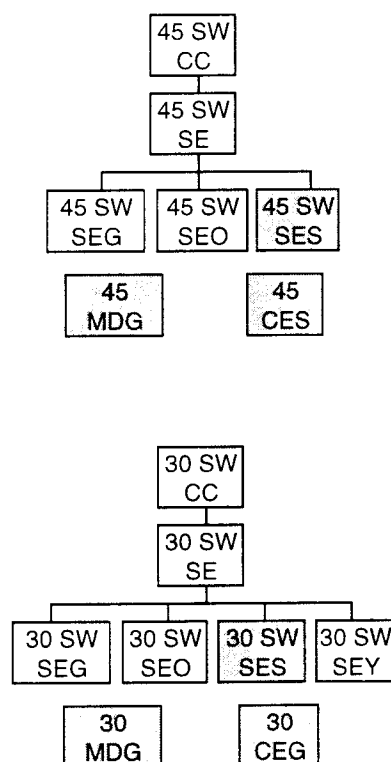 45 SW
CC
45 SW
SE
45 SW
SEG
45 SW
SEO
45 SW
SES
45
MDG
45
CES
30 SW
CC
30 SW
SE
30 SW
SEG
30 SW
SEO
30 SW
SES
30 SW
SEY
30
MDG
30
CEG